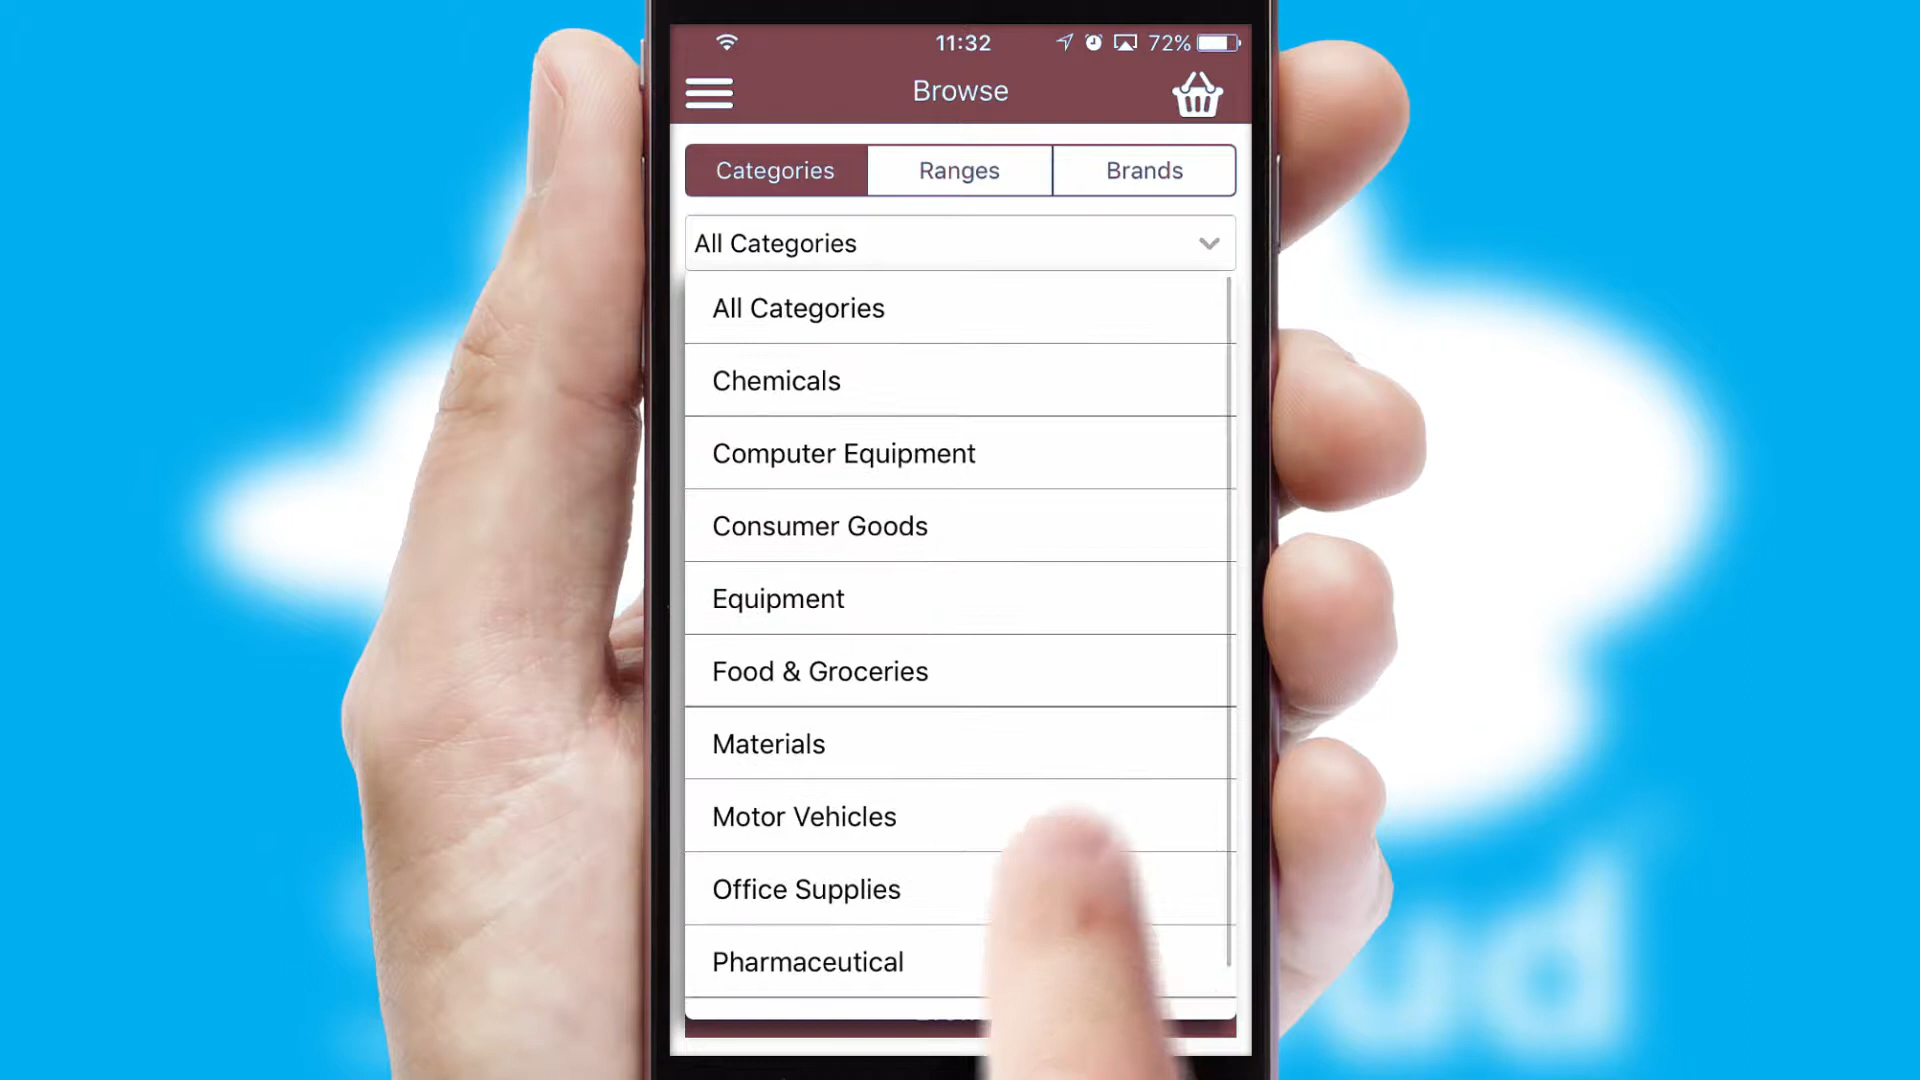 11:32
72%
Browse
Categories
Ranges
Brands
All Categories
All Categories
Chemicals
Computer Equipment
Consumer Goods
Equipment
Food & Groceries
Materials
Motor Vehicles
Office Supplies
Pharmaceutical
ud